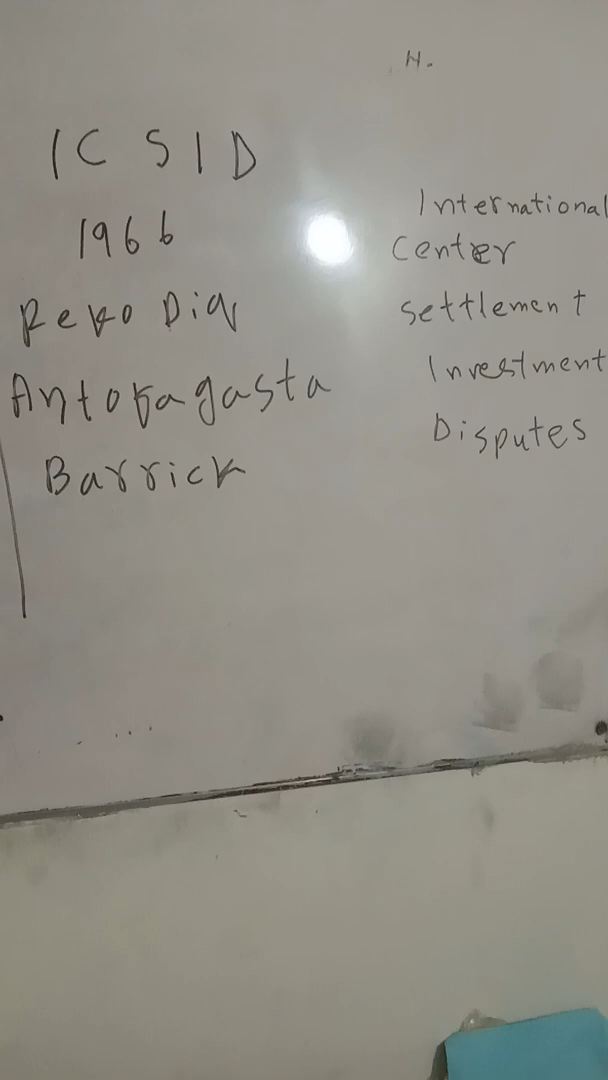 H.
ICSID
1966
Reko Diq
Antofagasta
Barrick
International
Center
Settlement
Investment
Disputes